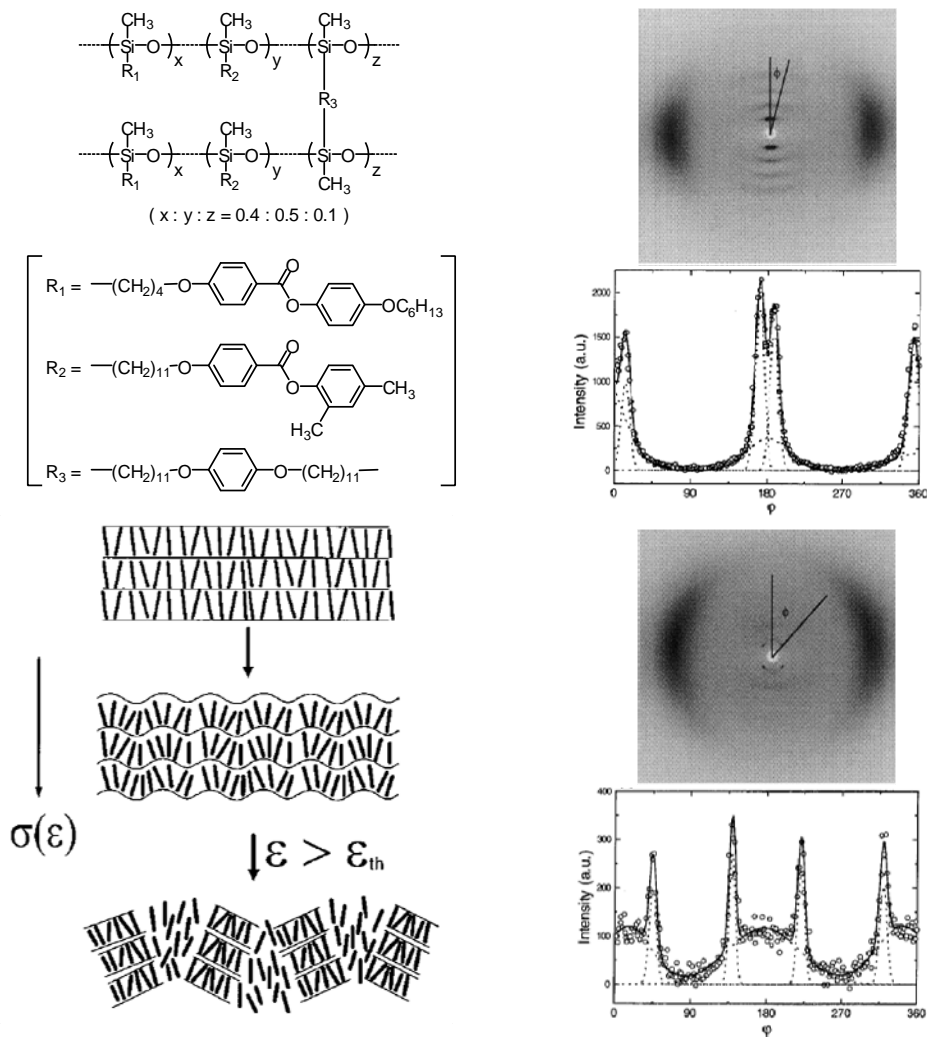 CH3 CH3 CH3
( Si—O ) x ( Si—O ) y ( Si—O ) z
R1 R2
R3
CH3 CH3
( Si—O ) x ( Si—O ) y ( Si—O ) z
R1 R2 CH3
( x : y : z = 0.4 : 0.5 : 0.1 )
R1 = —(CH2)4—O O O OC6H13
R2 = —(CH2)11—O O O CH3 H3C
R3 = —(CH2)11—O O—(CH2)11—
σ(ε)
ε > εth
ϕ
Intensity (a.u.)
2000
1500
1000
500
0
0 90 180 270 360
φ
ϕ
Intensity (a.u.)
400
300
200
100
0
0 90 180 270 360
φ